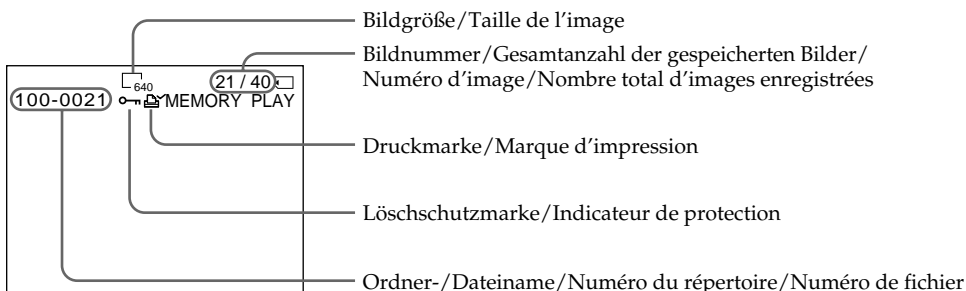 Bildgröße/Taille de l’image
Bildnummer/Gesamtanzahl der gespeicherten Bilder/
Numéro d’image/Nombre total d’images enregistrées
640
21 / 40
100-0021
MEMORY PLAY
Druckmarke/Marque d’impression
Löschschutzmarke/Indicateur de protection
Ordner-/Dateiname/Numéro du répertoire/Numéro de fichier